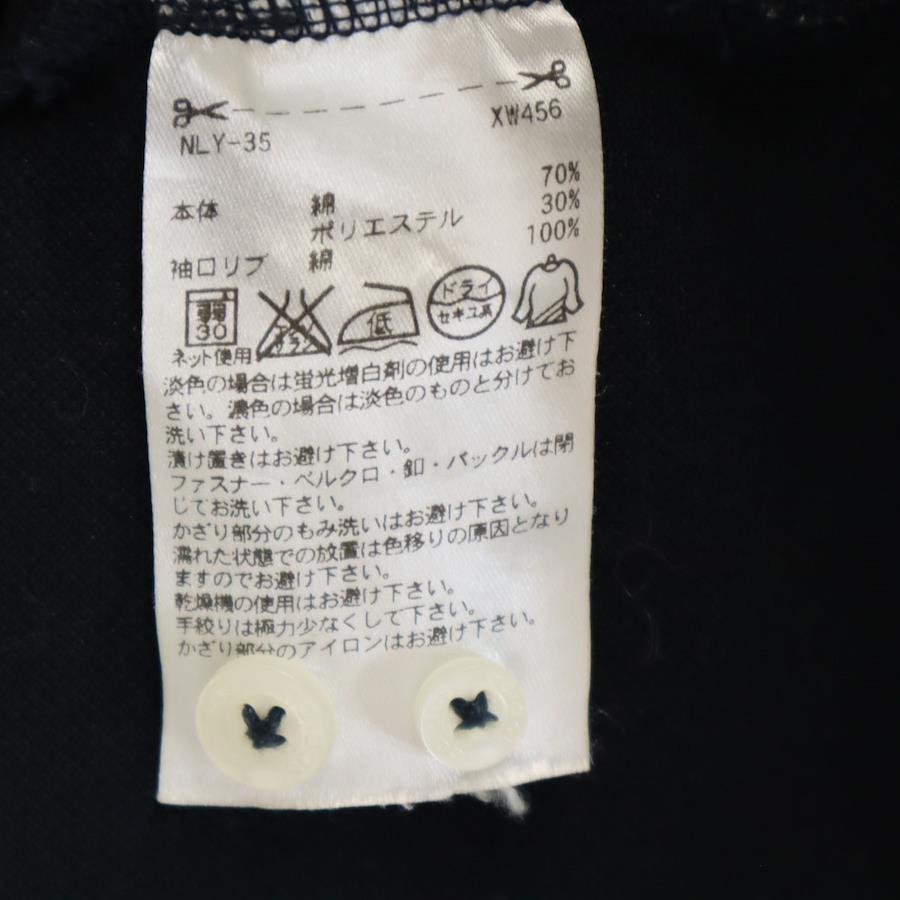 NLY-35 XW456
本体 綿 70%
ポリエステル 30%
袖口リブ 綿 100%
弱
30
エンソ
サラシ
低
ドライ
セキユ系
ネット使用
淡色の場合は蛍光増白剤の使用はお避け下
さい。濃色の場合は淡色のものと分けてお
洗い下さい。
漬け置きはお避け下さい。
ファスナー・ベルクロ・釦・バックルは閉
じてお洗い下さい。
かざり部分のもみ洗いはお避け下さい。
濡れた状態での放置は色移りの原因となり
ますのでお避け下さい。
乾燥機の使用はお避け下さい。
手絞りは極力少なくして下さい。
かざり部分のアイロンはお避け下さい。